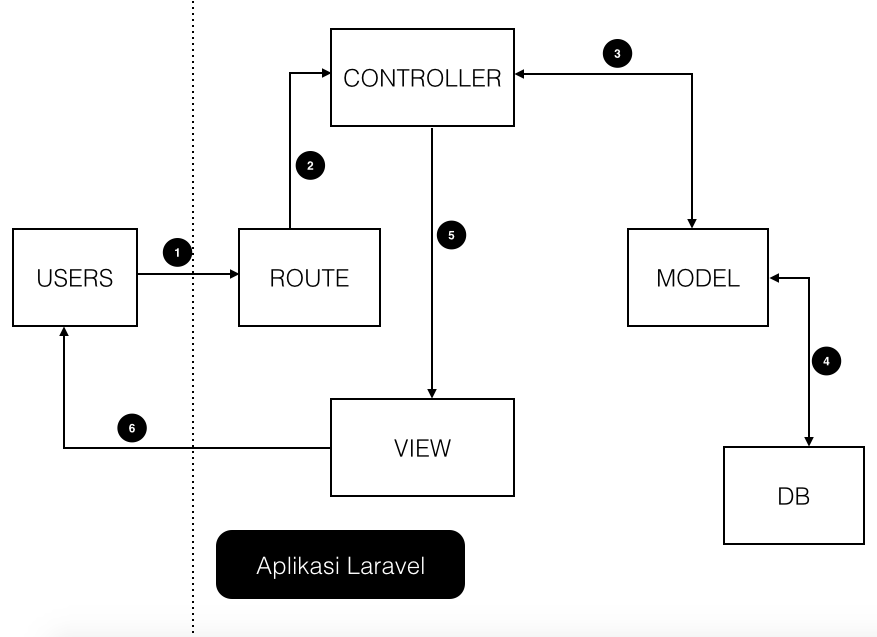 CONTROLLER
3
2
1
5
USERS
ROUTE
MODEL
4
6
VIEW
DB
Aplikasi Laravel